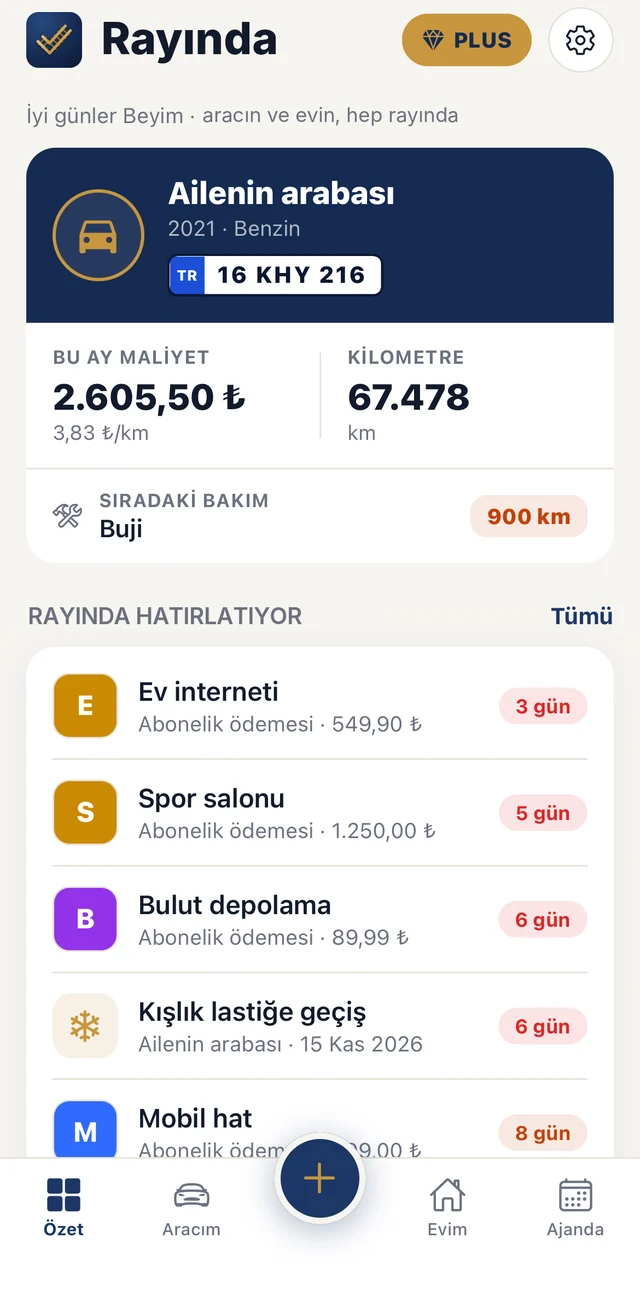 Rayında
PLUS
İyi günler Beyim · aracın ve evin, hep rayında
Ailenin arabası
2021 · Benzin
TR 16 KHY 216
BU AY MALİYET
2.605,50 ₺
3,83 ₺/km
KİLOMETRE
67.478
km
SIRADAKİ BAKIM
Buji
900 km
RAYINDA HATIRLATIYOR
Tümü
E
Ev interneti
Abonelik ödemesi · 549,90 ₺
3 gün
S
Spor salonu
Abonelik ödemesi · 1.250,00 ₺
5 gün
B
Bulut depolama
Abonelik ödemesi · 89,99 ₺
6 gün
Kışlık lastiğe geçiş
Ailenin arabası · 15 Kas 2026
6 gün
M
Mobil hat
Abonelik
8 gün
Özet
Aracım
Evim
Ajanda